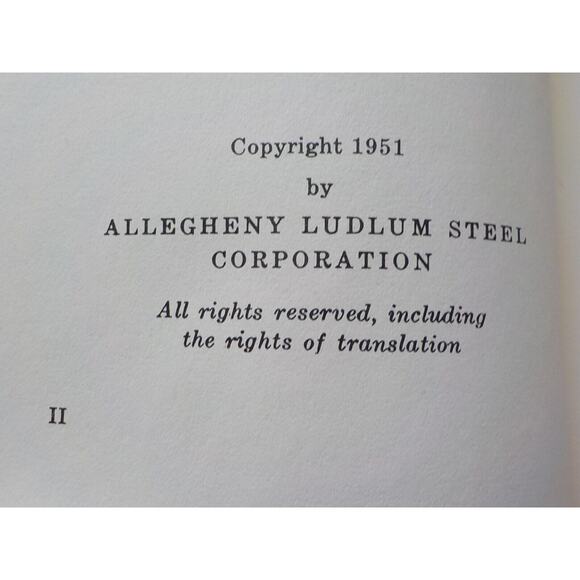 Copyright 1951
by
ALLEGHENY LUDLUM STEEL
CORPORATION
All rights reserved, including
the rights of translation
II